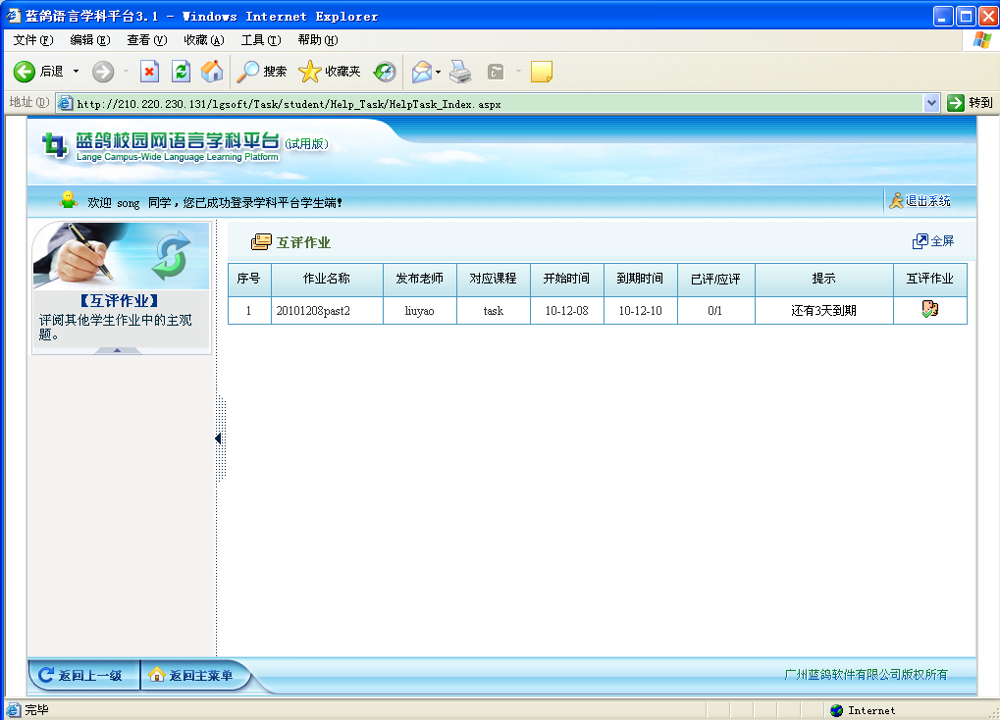 蓝鸽语言学科平台3.1 - Windows Internet Explorer
文件(F) 编辑(E) 查看(V) 收藏(A) 工具(T) 帮助(H)
后退 搜索 收藏夹
地址(D) http://210.220.230.131/lgsoft/Task/student/Help_Task/HelpTask_Index.aspx 转到
蓝鸽校园网语言学科平台 (试用版)
Lange Campus-Wide Language Learning Platform
欢迎 song 同学，您已成功登录学科平台学生端！ 退出系统
互评作业 全屏
【互评作业】
评阅其他学生作业中的主观
题。
序号 作业名称 发布老师 对应课程 开始时间 到期时间 已评/应评 提示 互评作业
1 20101208past2 liuyao task 10-12-08 10-12-10 0/1 还有3天到期
返回上一级 返回主菜单 广州蓝鸽软件有限公司版权所有
完毕 Internet